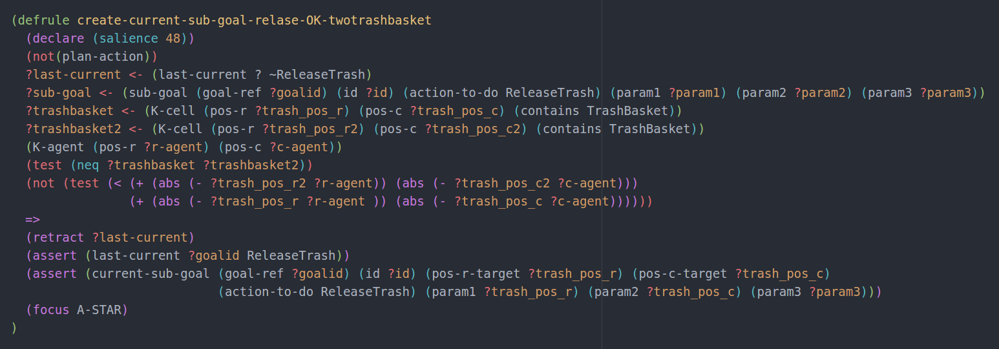 (defrule create-current-sub-goal-relase-OK-twotrashbasket
(declare (salience 48))
(not(plan-action))
?last-current <- (last-current ? ~ReleaseTrash)
?sub-goal <- (sub-goal (goal-ref ?goalid) (id ?id) (action-to-do ReleaseTrash) (param1 ?param1) (param2 ?param2) (param3 ?param3))
?trashbasket <- (K-cell (pos-r ?trash_pos_r) (pos-c ?trash_pos_c) (contains TrashBasket))
?trashbasket2 <- (K-cell (pos-r ?trash_pos_r2) (pos-c ?trash_pos_c2) (contains TrashBasket))
(K-agent (pos-r ?r-agent) (pos-c ?c-agent))
(test (neq ?trashbasket ?trashbasket2))
(not (test (< (+ (abs (- ?trash_pos_r2 ?r-agent)) (abs (- ?trash_pos_c2 ?c-agent)))
(+ (abs (- ?trash_pos_r ?r-agent )) (abs (- ?trash_pos_c ?c-agent))))))
=>
(retract ?last-current)
(assert (last-current ?goalid ReleaseTrash))
(assert (current-sub-goal (goal-ref ?goalid) (id ?id) (pos-r-target ?trash_pos_r) (pos-c-target ?trash_pos_c)
(action-to-do ReleaseTrash) (param1 ?trash_pos_r) (param2 ?trash_pos_c) (param3 ?param3)))
(focus A-STAR)
)